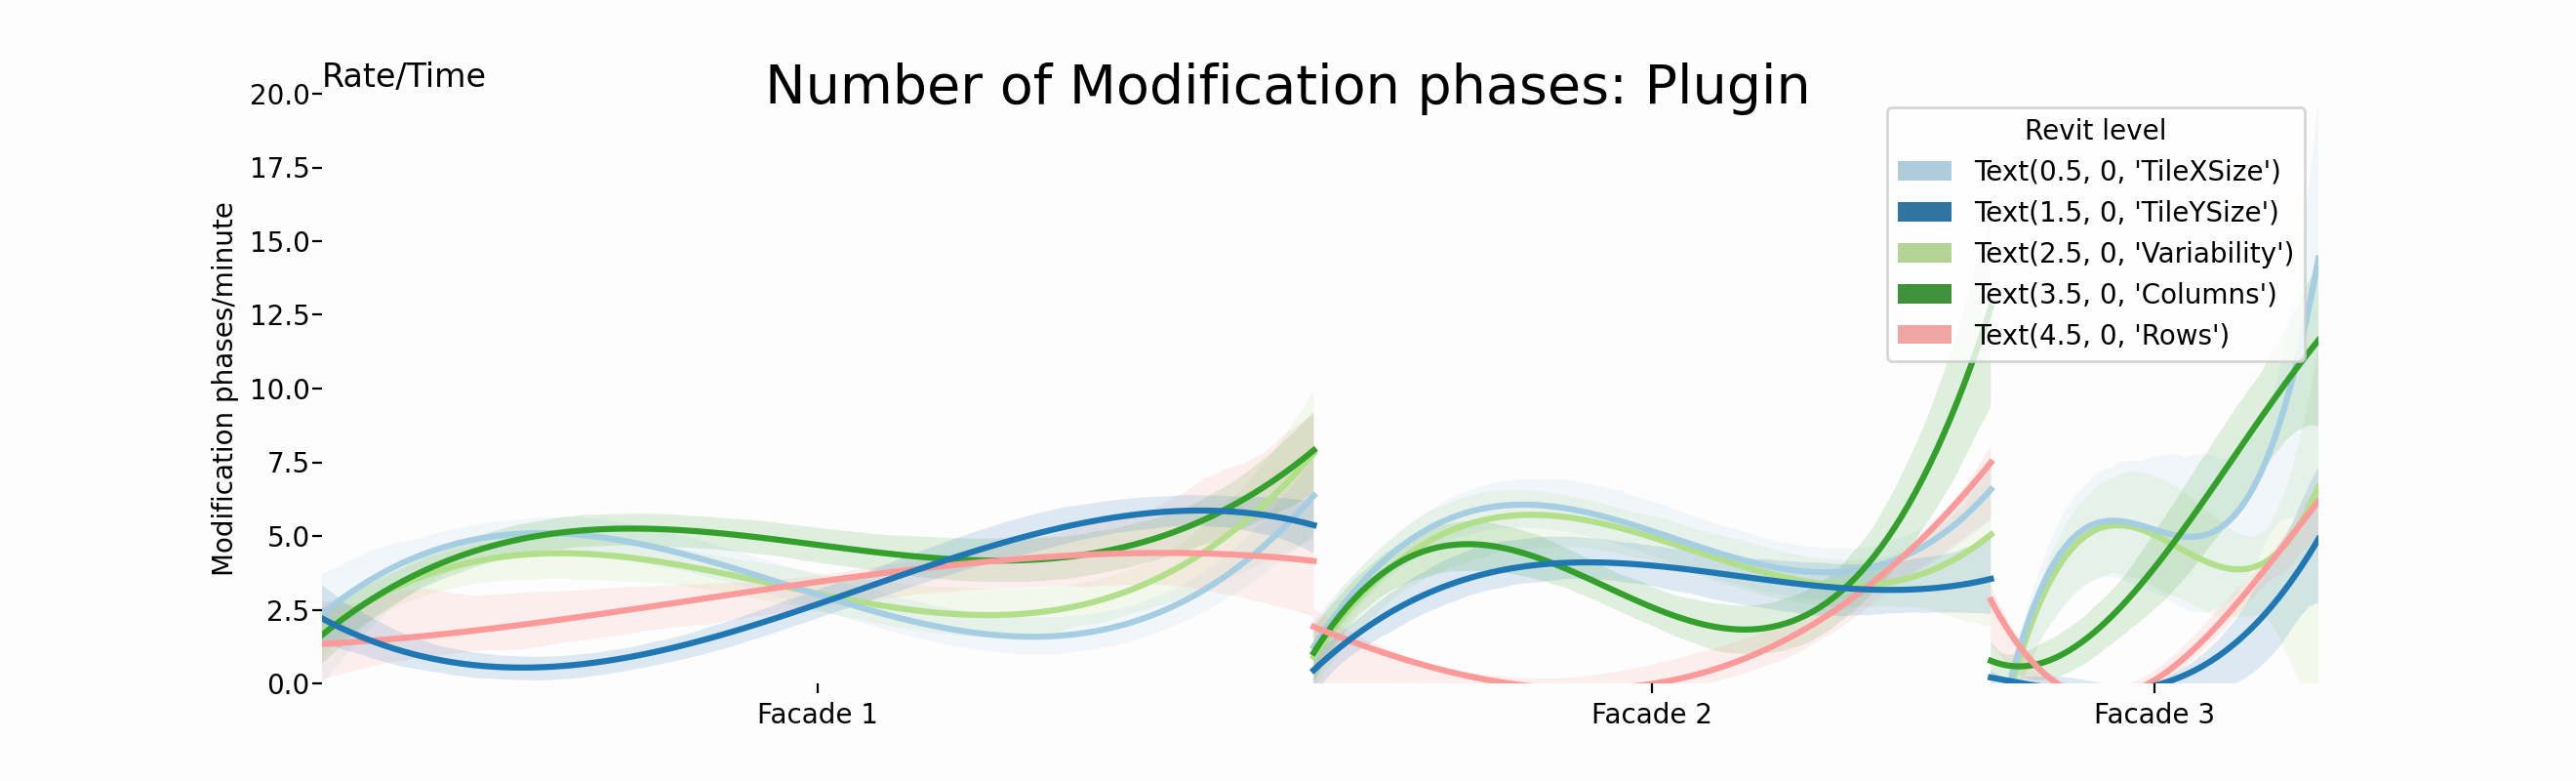 Rate/Time
Number of Modification phases: Plugin
Modification phases/minute
20.0
17.5
15.0
12.5
10.0
7.5
5.0
2.5
0.0
Revit level
Text(0.5, 0, 'TileXSize')
Text(1.5, 0, 'TileYSize')
Text(2.5, 0, 'Variability')
Text(3.5, 0, 'Columns')
Text(4.5, 0, 'Rows')
Facade 1
Facade 2
Facade 3